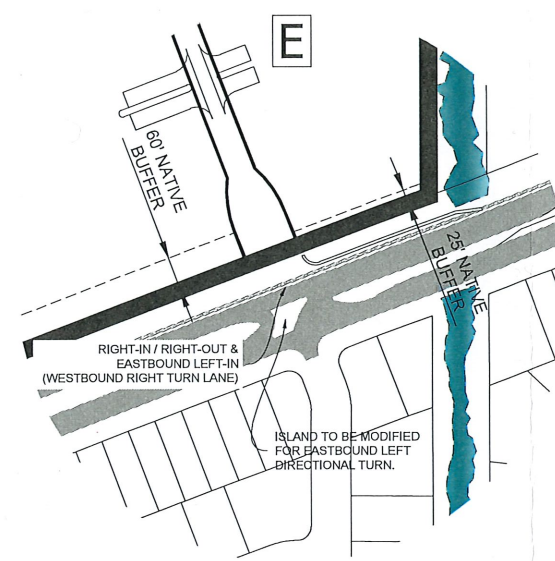 E
60' NATIVE
BUFFER
25' NATIVE
BUFFER
RIGHT-IN / RIGHT-OUT &
EASTBOUND LEFT-IN
(WESTBOUND RIGHT TURN LANE)
ISLAND TO BE MODIFIED
FOR EASTBOUND LEFT
DIRECTIONAL TURN.